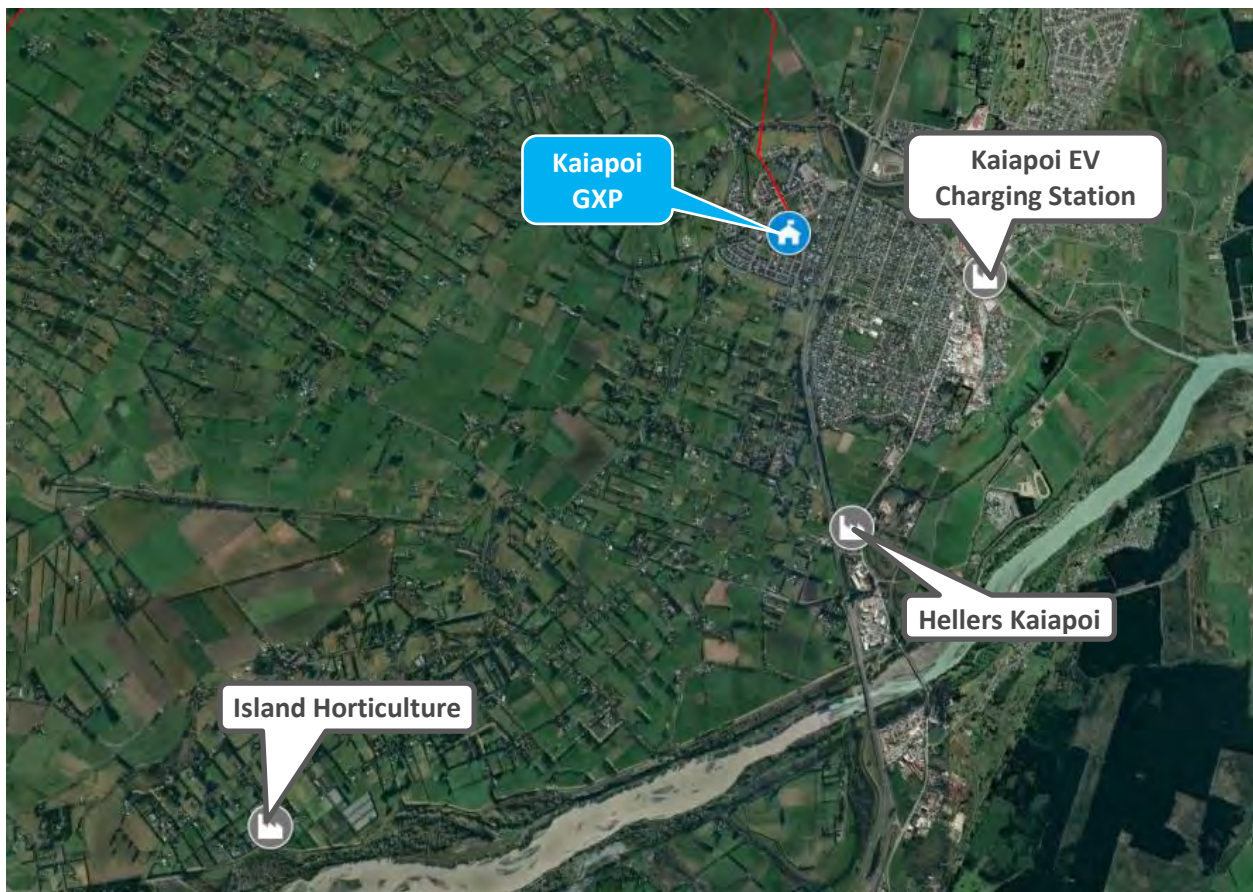 Kaiapoi
GXP
Kaiapoi EV
Charging Station
Hellers Kaiapoi
Island Horticulture